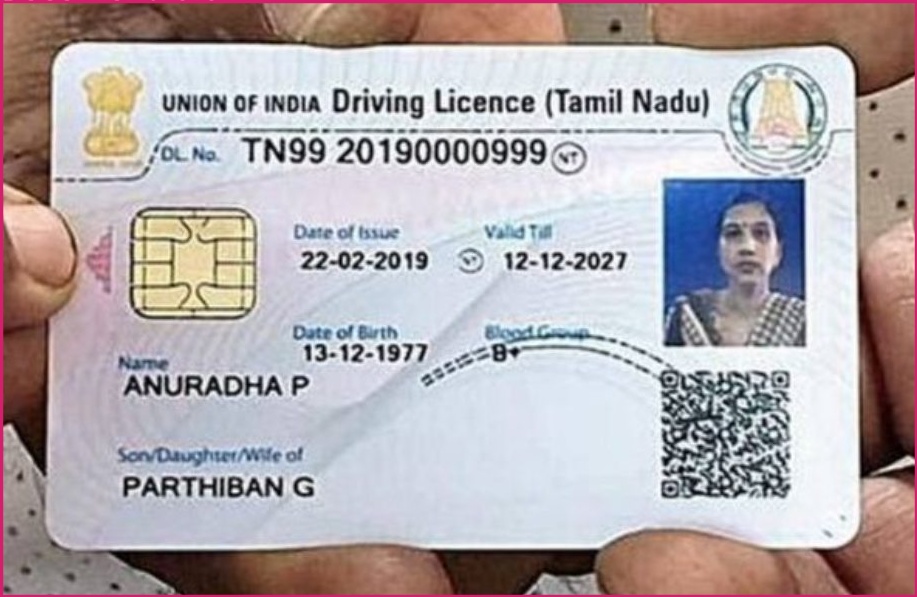 UNION OF INDIA Driving Licence (Tamil Nadu)
DL. No. TN99 20190000999 NT
Date of Issue Valid Till
22-02-2019 NT 12-12-2027
Date of Birth Blood Group
13-12-1977 B+
Name
ANURADHA P
Son/Daughter/Wife of
PARTHIBAN G